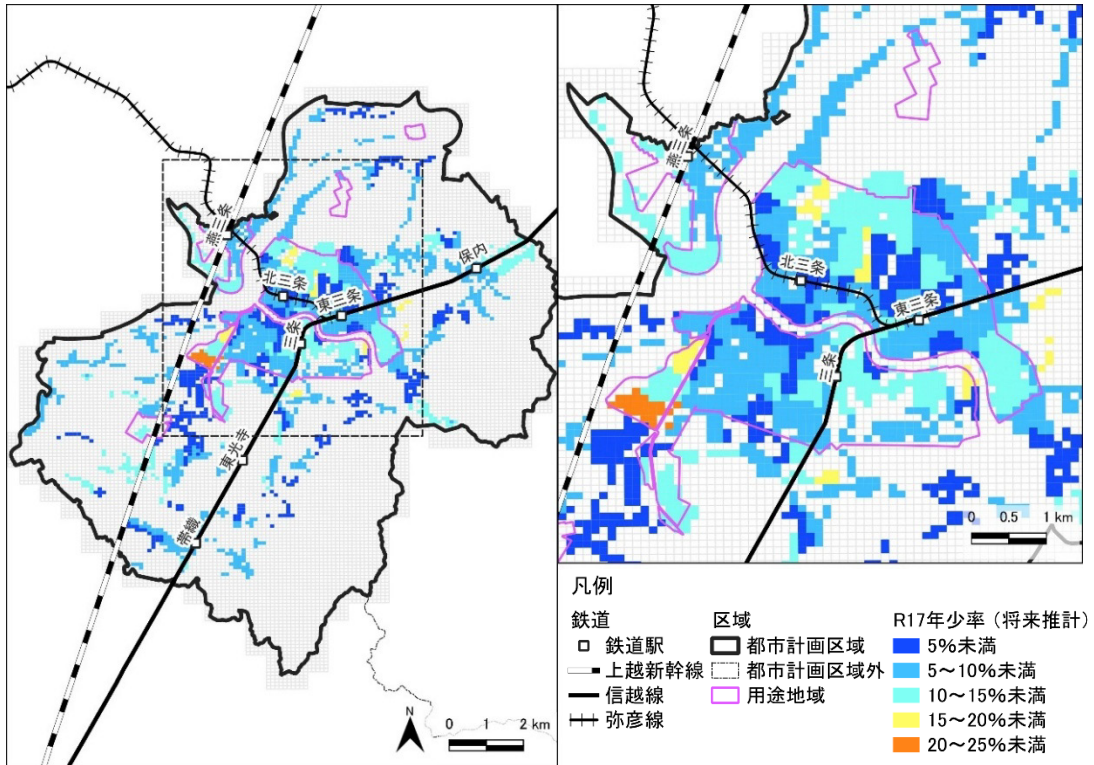 燕三条
北三条
東三条
保内
三条
東光寺
帯織
N
0 1 2 km
燕三条
北三条
東三条
三条
0 0.5 1 km
凡例
鉄道
鉄道駅
上越新幹線
信越線
弥彦線
区域
都市計画区域
都市計画区域外
用途地域
R17年少率（将来推計）
5%未満
5～10%未満
10～15%未満
15～20%未満
20～25%未満